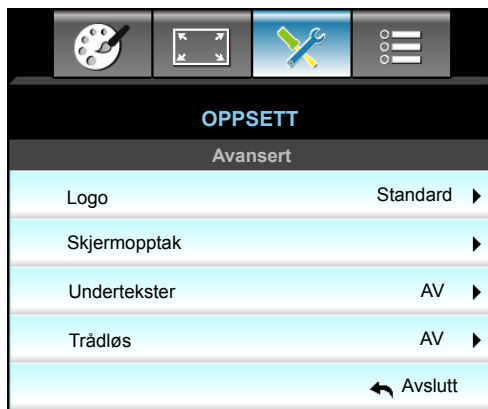 OPPSETT
Avansert
Logo Standard
Skjermopptak
Undertekster AV
Trådløs AV
Avslutt